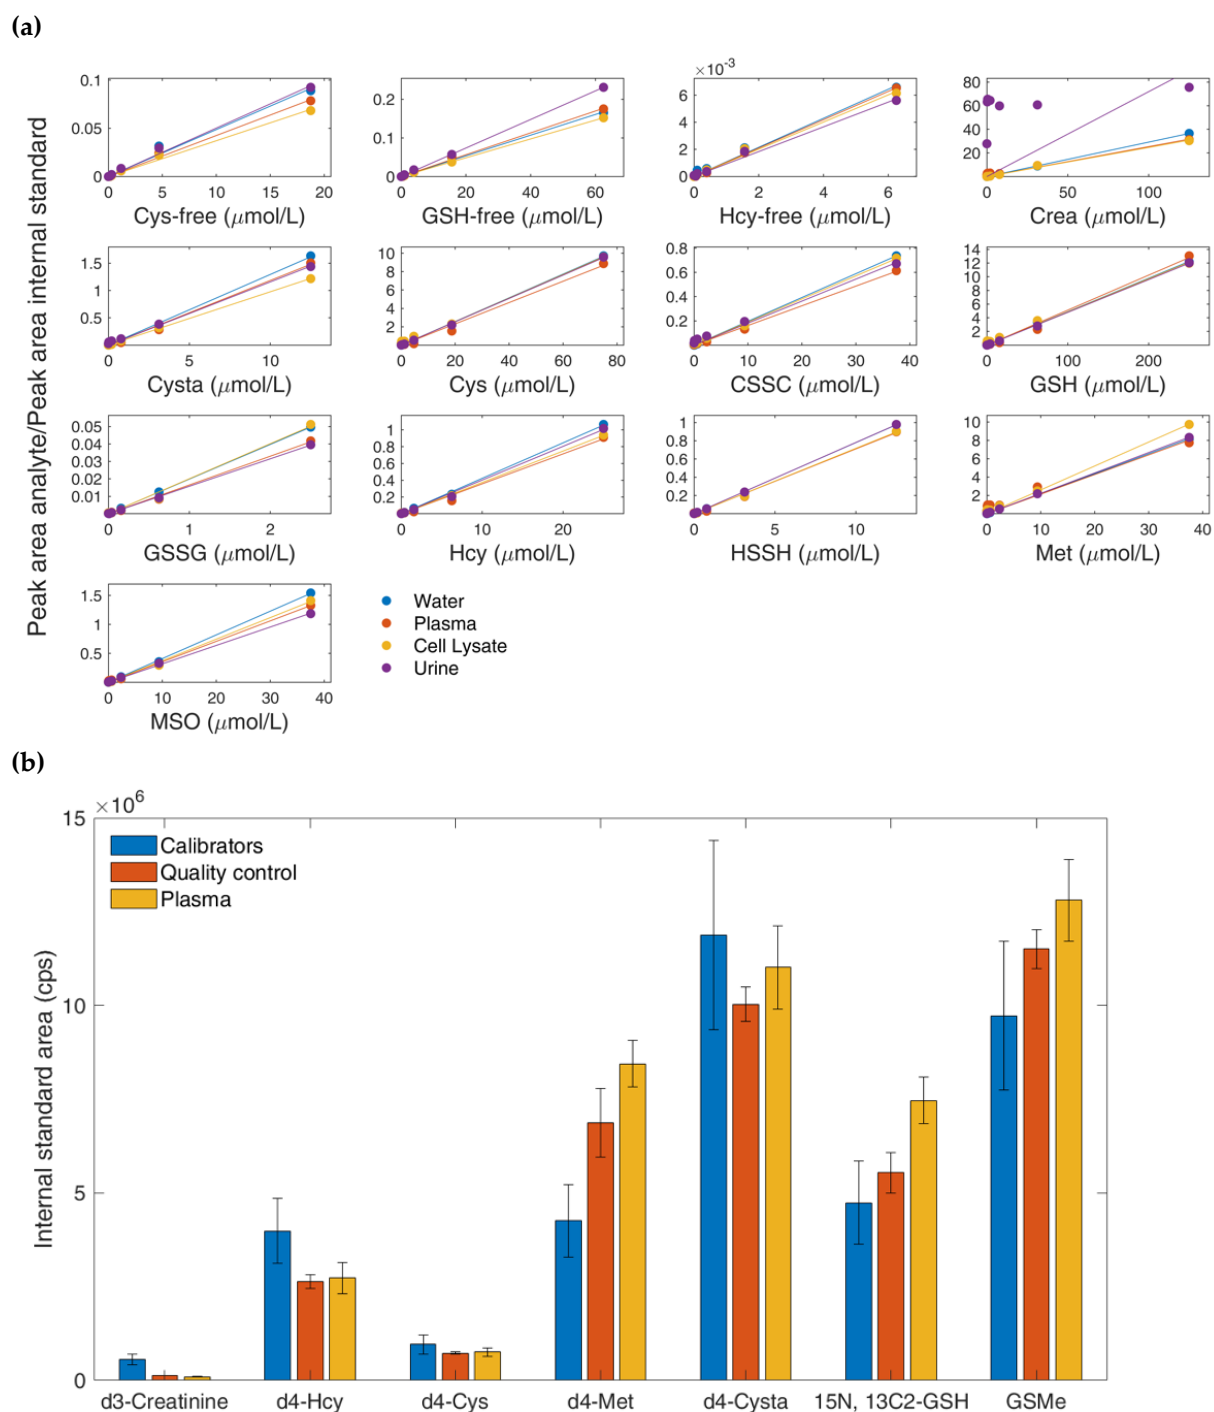 (a)
Peak area analyte/Peak area internal standard
0.1
0.05
0
0 5 10 15 20
Cys-free (μmol/L)
0.2
0.1
0
0 20 40 60
GSH-free (μmol/L)
×10⁻³
6
4
2
0
0 2 4 6
Hcy-free (μmol/L)
80
60
40
20
0 50 100
Crea (μmol/L)
1.5
1
0.5
0 5 10
Cysta (μmol/L)
10
8
6
4
2
0 20 40 60 80
Cys (μmol/L)
0.8
0.6
0.4
0.2
0 10 20 30 40
CSSC (μmol/L)
14
12
10
8
6
4
2
0 100 200
GSH (μmol/L)
0.05
0.04
0.03
0.02
0.01
0 1 2
GSSG (μmol/L)
1
0.8
0.6
0.4
0.2
0 10 20
Hcy (μmol/L)
1
0.8
0.6
0.4
0.2
0 5 10
HSSH (μmol/L)
10
8
6
4
2
0 10 20 30 40
Met (μmol/L)
1.5
1
0.5
0 10 20 30 40
MSO (μmol/L)
Water
Plasma
Cell Lysate
Urine
(b)
×10⁶
Internal standard area (cps)
15
10
5
0
Calibrators
Quality control
Plasma
d3-Creatinine d4-Hcy d4-Cys d4-Met d4-Cysta 15N, 13C2-GSH GSMe